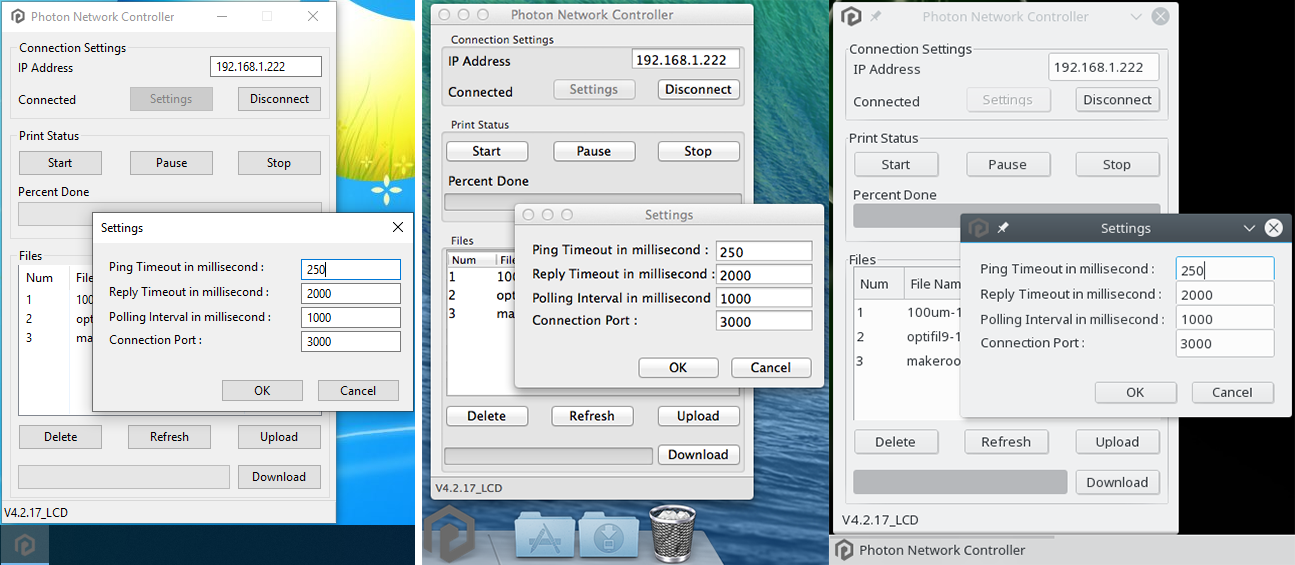 Photon Network Controller
Connection Settings
IP Address 192.168.1.222
Connected Settings Disconnect
Print Status
Start Pause Stop
Percent Done
Settings
Ping Timeout in millisecond : 250
Reply Timeout in millisecond : 2000
Polling Interval in millisecond : 1000
Connection Port : 3000
OK Cancel
Files
Num File
1 100
2 opt
3 ma
Delete Refresh Upload
Download
V4.2.17_LCD
Photon Network Controller
Connection Settings
IP Address 192.168.1.222
Connected Settings Disconnect
Print Status
Start Pause Stop
Percent Done
Settings
Ping Timeout in millisecond : 250
Reply Timeout in millisecond : 2000
Polling Interval in millisecond 1000
Connection Port : 3000
OK Cancel
Files
Num File
1 100
2 opt
3 ma
Delete Refresh Upload
Download
V4.2.17_LCD
Photon Network Controller
Connection Settings
IP Address 192.168.1.222
Connected Settings Disconnect
Print Status
Start Pause Stop
Percent Done
Settings
Ping Timeout in millisecond : 250
Reply Timeout in millisecond : 2000
Polling Interval in millisecond : 1000
Connection Port : 3000
OK Cancel
Files
Num File Nam
1 100um-1
2 optifil9-1
3 makeroo
Delete Refresh Upload
Download
V4.2.17_LCD
Photon Network Controller